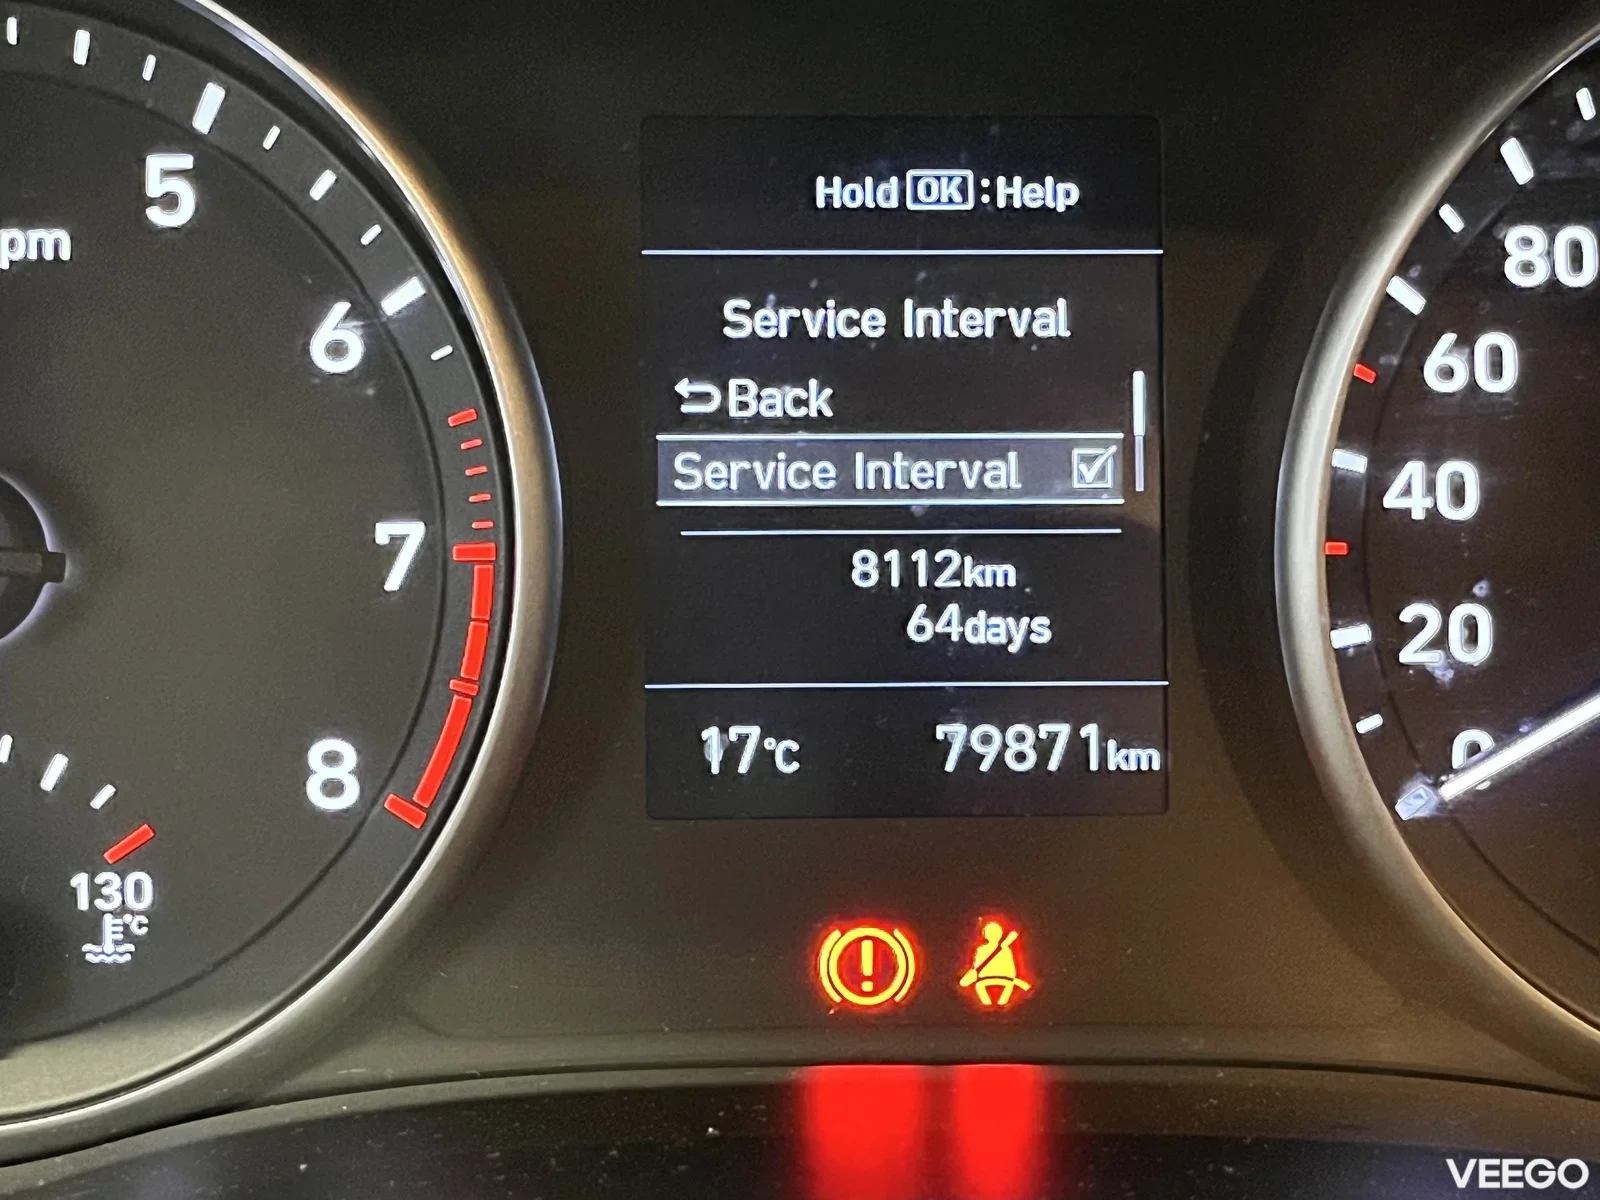 5
pm
6
7
8
130
°C
Hold OK : Help
Service Interval
Back
Service Interval
8112km
64days
17°C
79871km
80
60
40
20
0
VEEGO